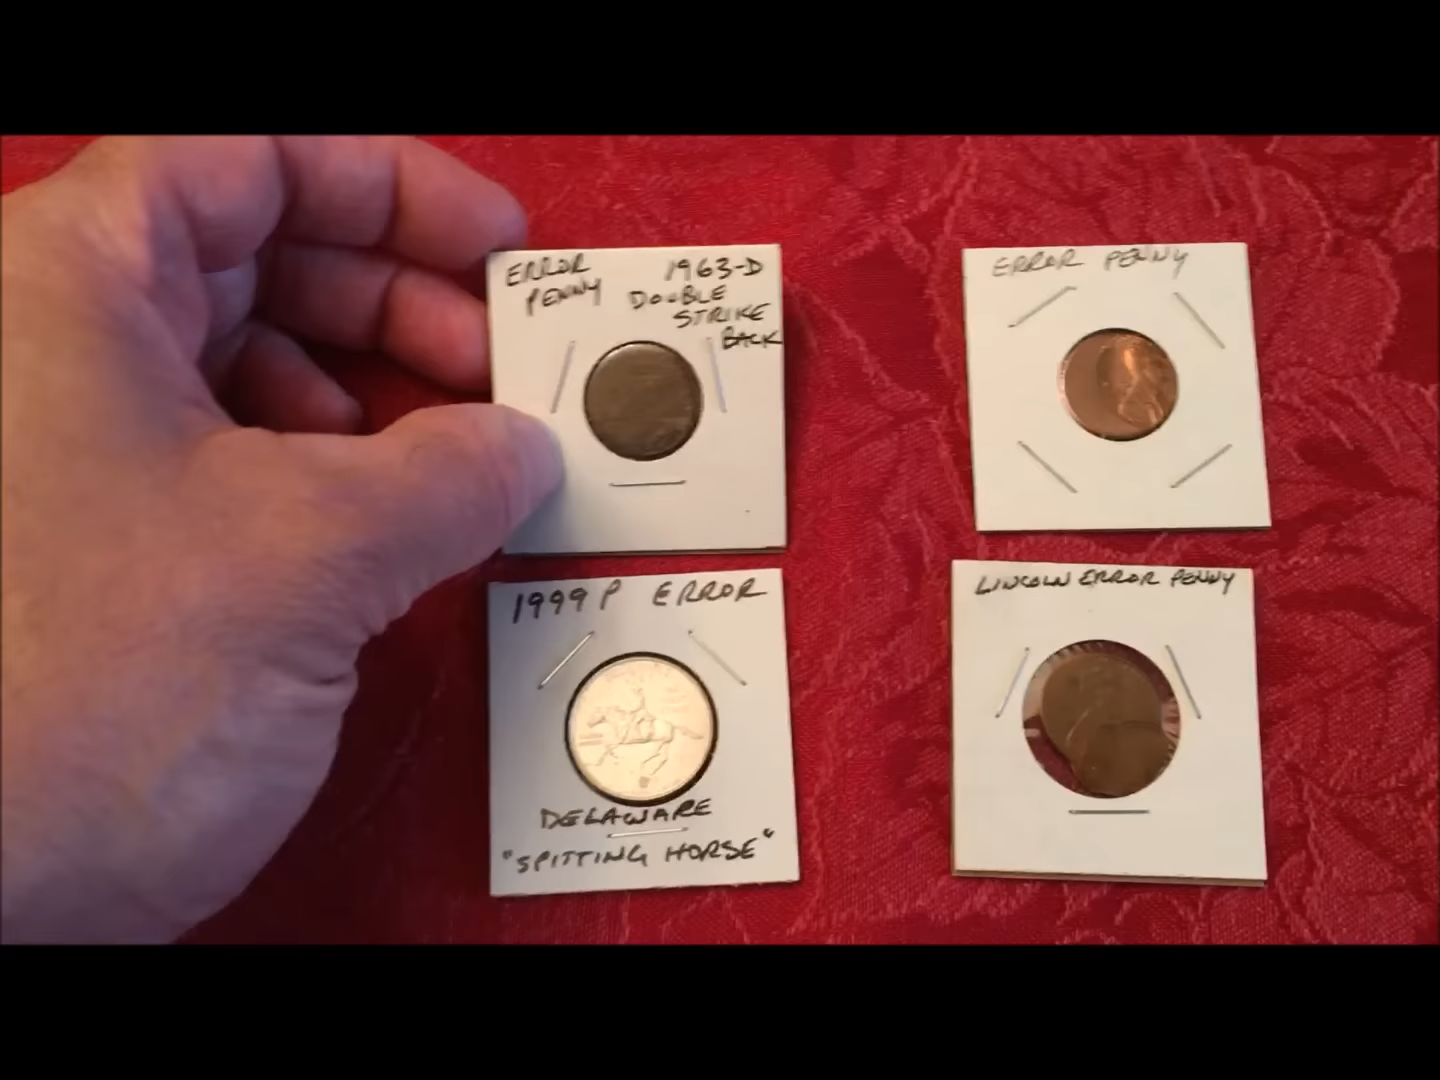 ERROR PENNY
1963-D
DOUBLE
STRIKE
BACK
ERROR PENNY
1999 P ERROR
DELAWARE
"SPITTING HORSE"
LINCOLN ERROR PENNY